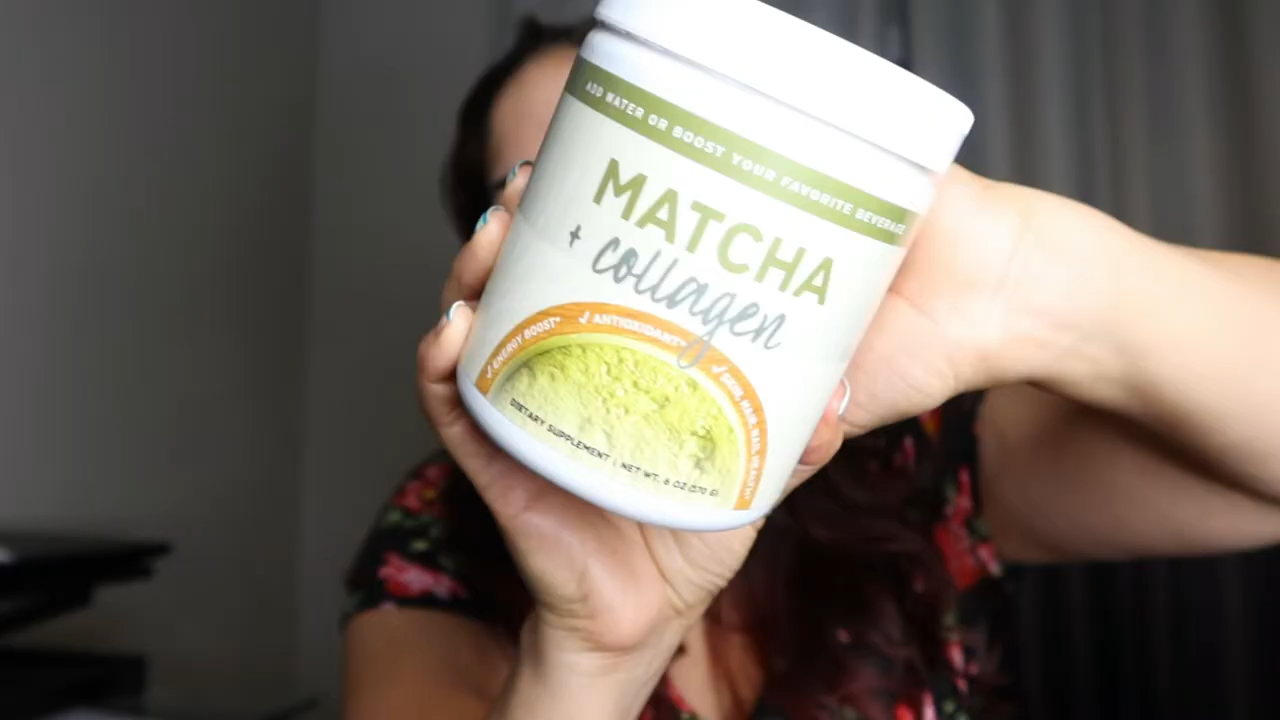 ADD WATER OR BOOST YOUR FAVORITE BEVERAGE
MATCHA
+ collagen
✓ ENERGY BOOST* ✓ ANTIOXIDANT* ✓ SKIN, HAIR, NAIL HEALTH*
DIETARY SUPPLEMENT | NET WT. 6 OZ (170 G)